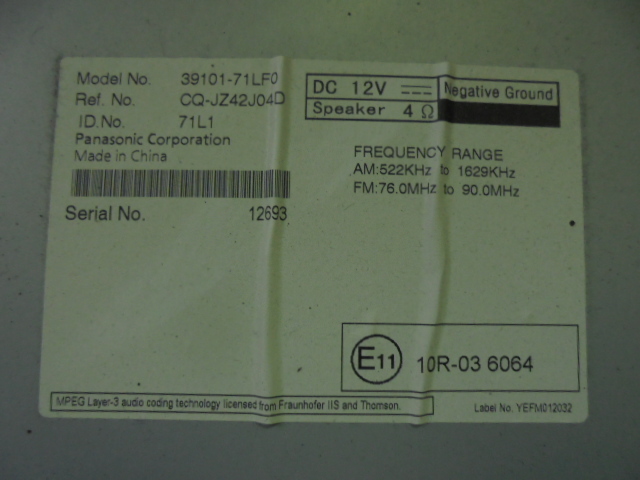 Model No. 39101-71LF0
Ref. No. CQ-JZ42J04D
ID.No. 71L1
Panasonic Corporation
Made in China
Serial No. 12693
DC 12V Negative Ground
Speaker 4 Ω
FREQUENCY RANGE
AM:522KHz to 1629KHz
FM:76.0MHz to 90.0MHz
E11 10R-03 6064
MPEG Layer-3 audio coding technology licensed from Fraunhofer IIS and Thomson.
Label No. YEFM012032